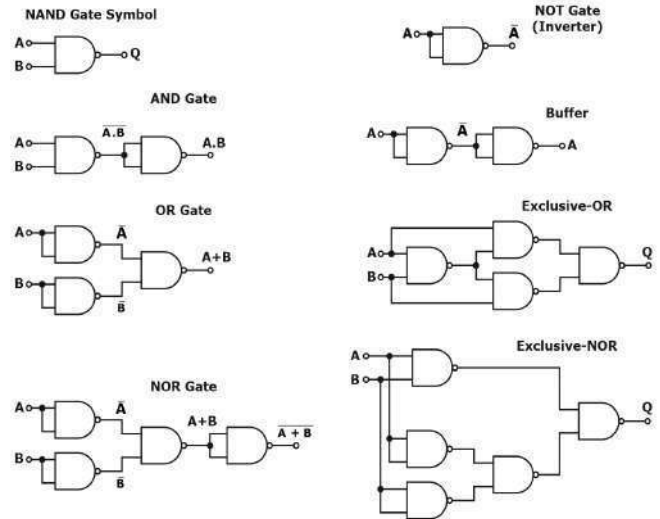 NAND Gate Symbol
A
B
Q
NOT Gate
(Inverter)
A
Ā
AND Gate
A
B
A̅.̅B̅
A.B
Buffer
A
Ā
A
OR Gate
A
Ā
B
B̄
A+B
Exclusive-OR
A
B
Q
NOR Gate
A
Ā
B
B̄
A+B
A̅ ̅+̅ ̅B̅
Exclusive-NOR
A
B
Q